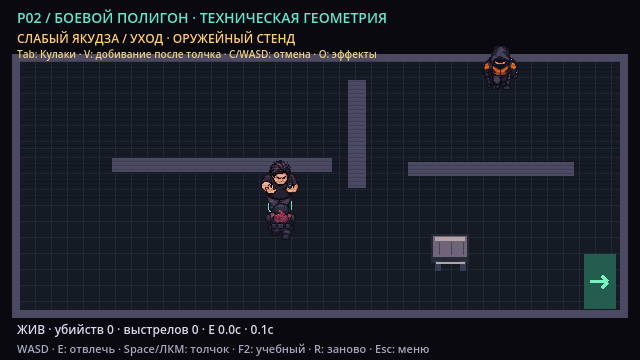 P02 / БОЕВОЙ ПОЛИГОН · ТЕХНИЧЕСКАЯ ГЕОМЕТРИЯ
СЛАБЫЙ ЯКУДЗА / УХОД · ОРУЖЕЙНЫЙ СТЕНД
Tab: Кулаки · V: добивание после толчка · C/WASD: отмена · O: эффекты
ЖИВ · убийств 0 · выстрелов 0 · E 0.0с · 0.1с
WASD · E: отвлечь · Space/ЛКМ: толчок · F2: учебный · R: заново · Esc: меню